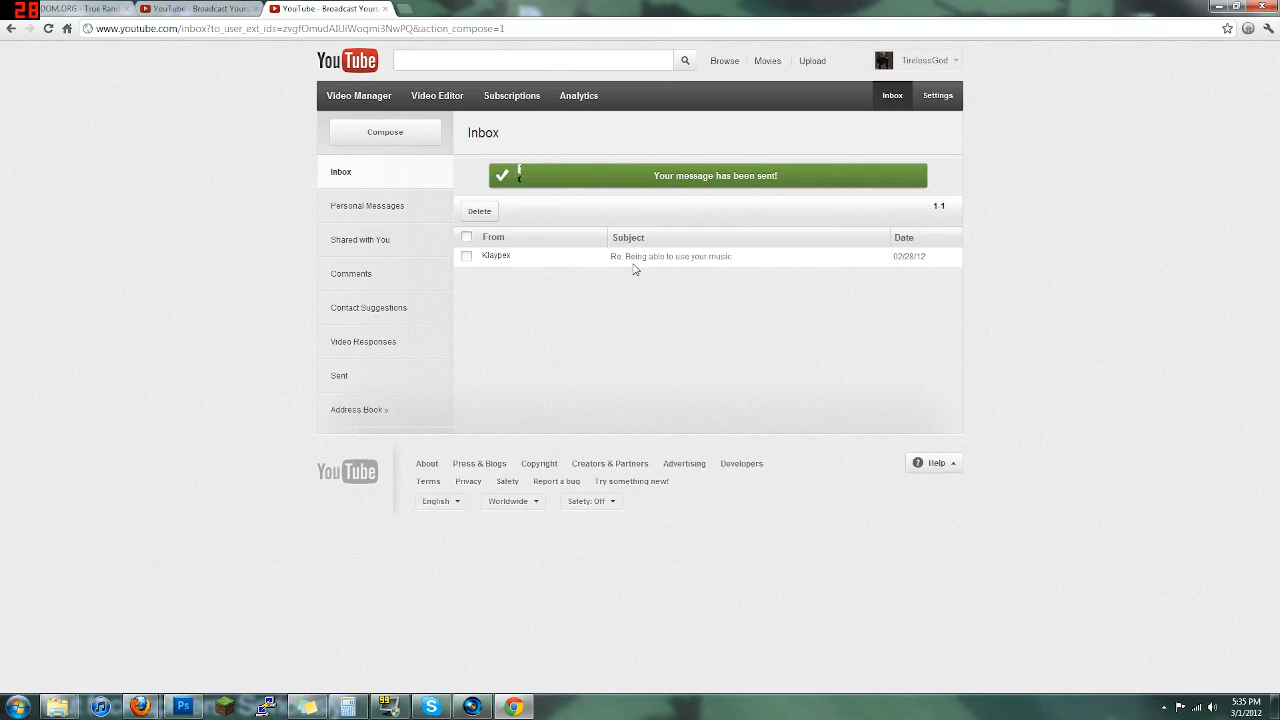 28
DOM.ORG - True Rand
YouTube - Broadcast Yours
YouTube - Broadcast Yours
www.youtube.com/inbox?to_user_ext_ids=zvgfOmudAIUiWoqmi3NwPQ&action_compose=1
YouTube
Browse
Movies
Upload
TirelessGod
Video Manager
Video Editor
Subscriptions
Analytics
Inbox
Settings
Compose
Inbox
Inbox
Your message has been sent!
Personal Messages
Delete
1-1
Shared with You
From
Subject
Date
Klaypex
Re: Being able to use your music
02/28/12
Comments
Contact Suggestions
Video Responses
Sent
Address Book »
YouTube
About
Press & Blogs
Copyright
Creators & Partners
Advertising
Developers
Help
Terms
Privacy
Safety
Report a bug
Try something new!
English
Worldwide
Safety: Off
5:35 PM
3/1/2012